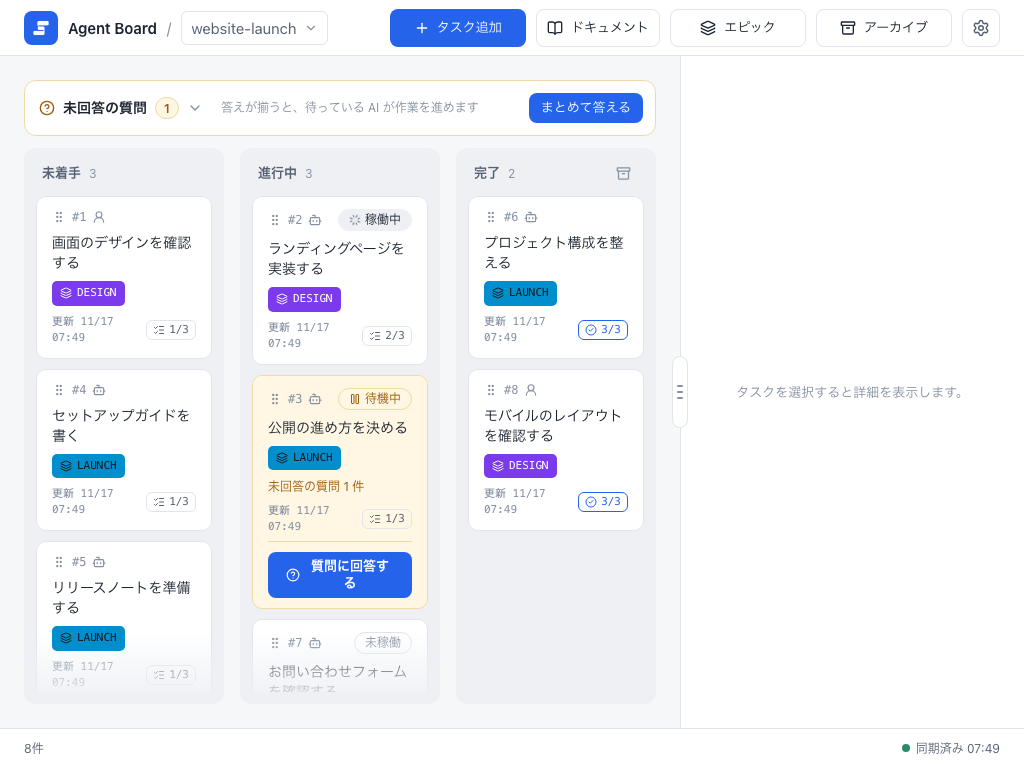 Agent Board / website-launch
タスク追加
ドキュメント
エピック
アーカイブ
未回答の質問 1 答えが揃うと、待っている AI が作業を進めます まとめて答える
未着手 3
#1
画面のデザインを確認
する
DESIGN
更新 11/17
07:49
1/3
#4
セットアップガイドを
書く
LAUNCH
更新 11/17
07:49
1/3
#5
リリースノートを準備
する
LAUNCH
更新 11/17
07:49
1/3
進行中 3
#2 稼働中
ランディングページを
実装する
DESIGN
更新 11/17
07:49
2/3
#3 待機中
公開の進め方を決める
LAUNCH
未回答の質問 1 件
更新 11/17
07:49
1/3
質問に回答す
る
#7 未稼働
お問い合わせフォーム
を確認する
完了 2
#6
プロジェクト構成を整
える
LAUNCH
更新 11/17
07:49
3/3
#8
モバイルのレイアウト
を確認する
DESIGN
更新 11/17
07:49
3/3
タスクを選択すると詳細を表示します。
8件
同期済み 07:49